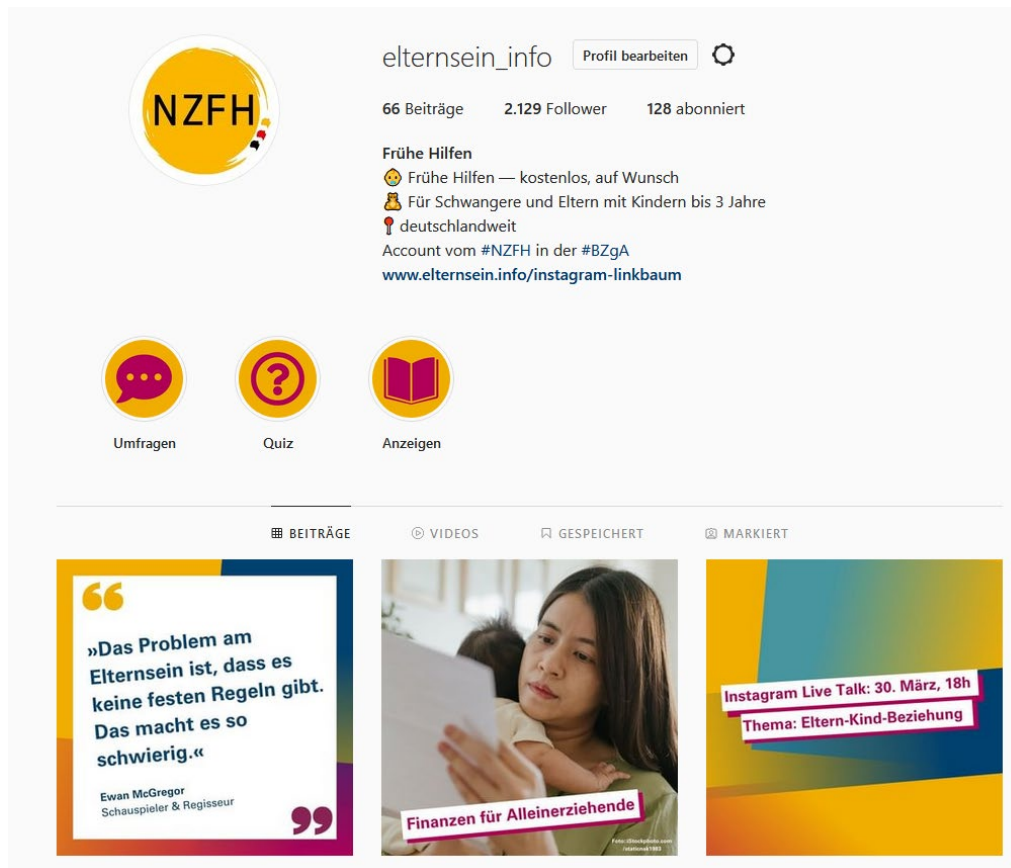 NZFH
elternsein_info
Profil bearbeiten
66 Beiträge 2.129 Follower 128 abonniert
Frühe Hilfen
Frühe Hilfen — kostenlos, auf Wunsch
Für Schwangere und Eltern mit Kindern bis 3 Jahre
deutschlandweit
Account vom #NZFH in der #BZgA
www.elternsein.info/instagram-linkbaum
Umfragen Quiz Anzeigen
BEITRÄGE VIDEOS GESPEICHERT MARKIERT
»Das Problem am
Elternsein ist, dass es
keine festen Regeln gibt.
Das macht es so
schwierig.«
Ewan McGregor
Schauspieler & Regisseur
Finanzen für Alleinerziehende
Instagram Live Talk: 30. März, 18h
Thema: Eltern-Kind-Beziehung